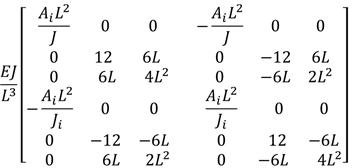 EJ/L³ [ A_iL²/J 0 0 −A_iL²/J 0 0
0 12 6L 0 −12 6L
0 6L 4L² 0 −6L 2L²
−A_iL²/J_i 0 0 A_iL²/J_i 0 0
0 −12 −6L 0 12 −6L
0 6L 2L² 0 −6L 4L² ]